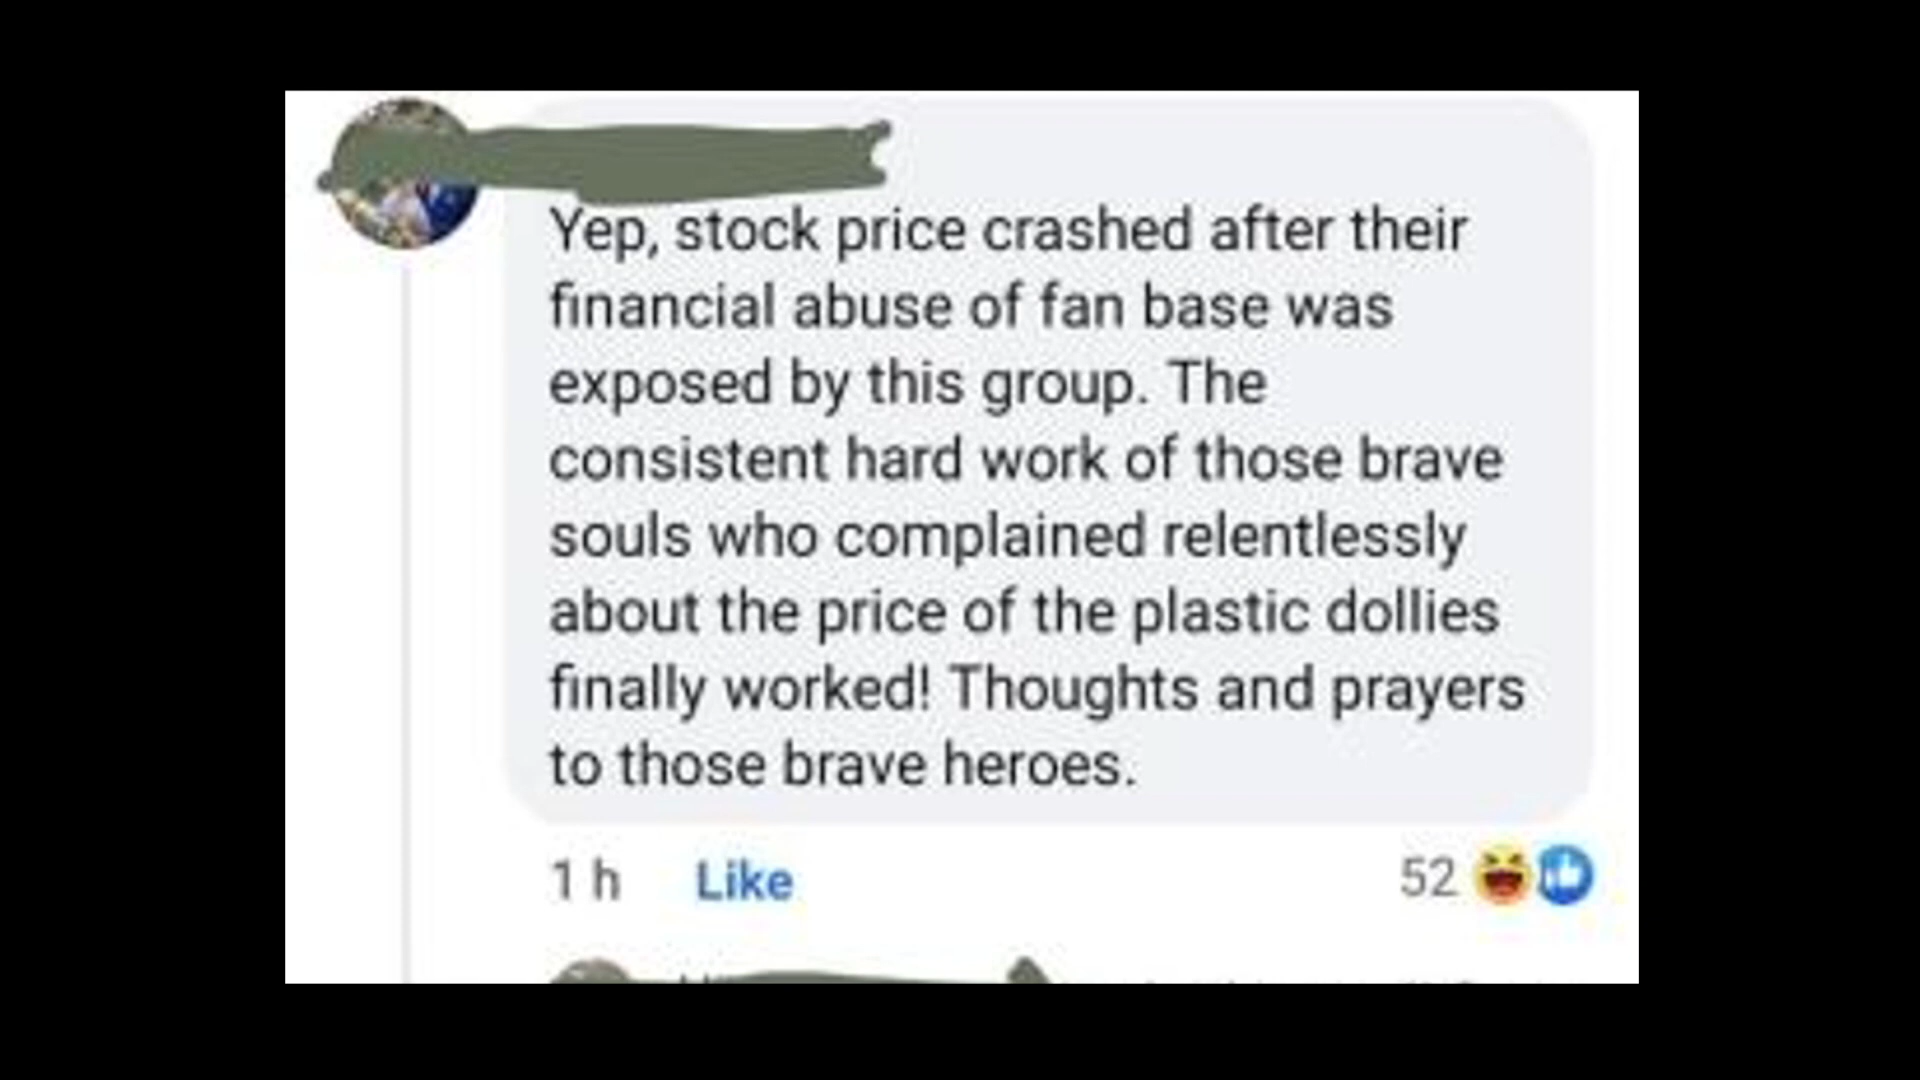 Yep, stock price crashed after their
financial abuse of fan base was
exposed by this group. The
consistent hard work of those brave
souls who complained relentlessly
about the price of the plastic dollies
finally worked! Thoughts and prayers
to those brave heroes.
1 h Like 52